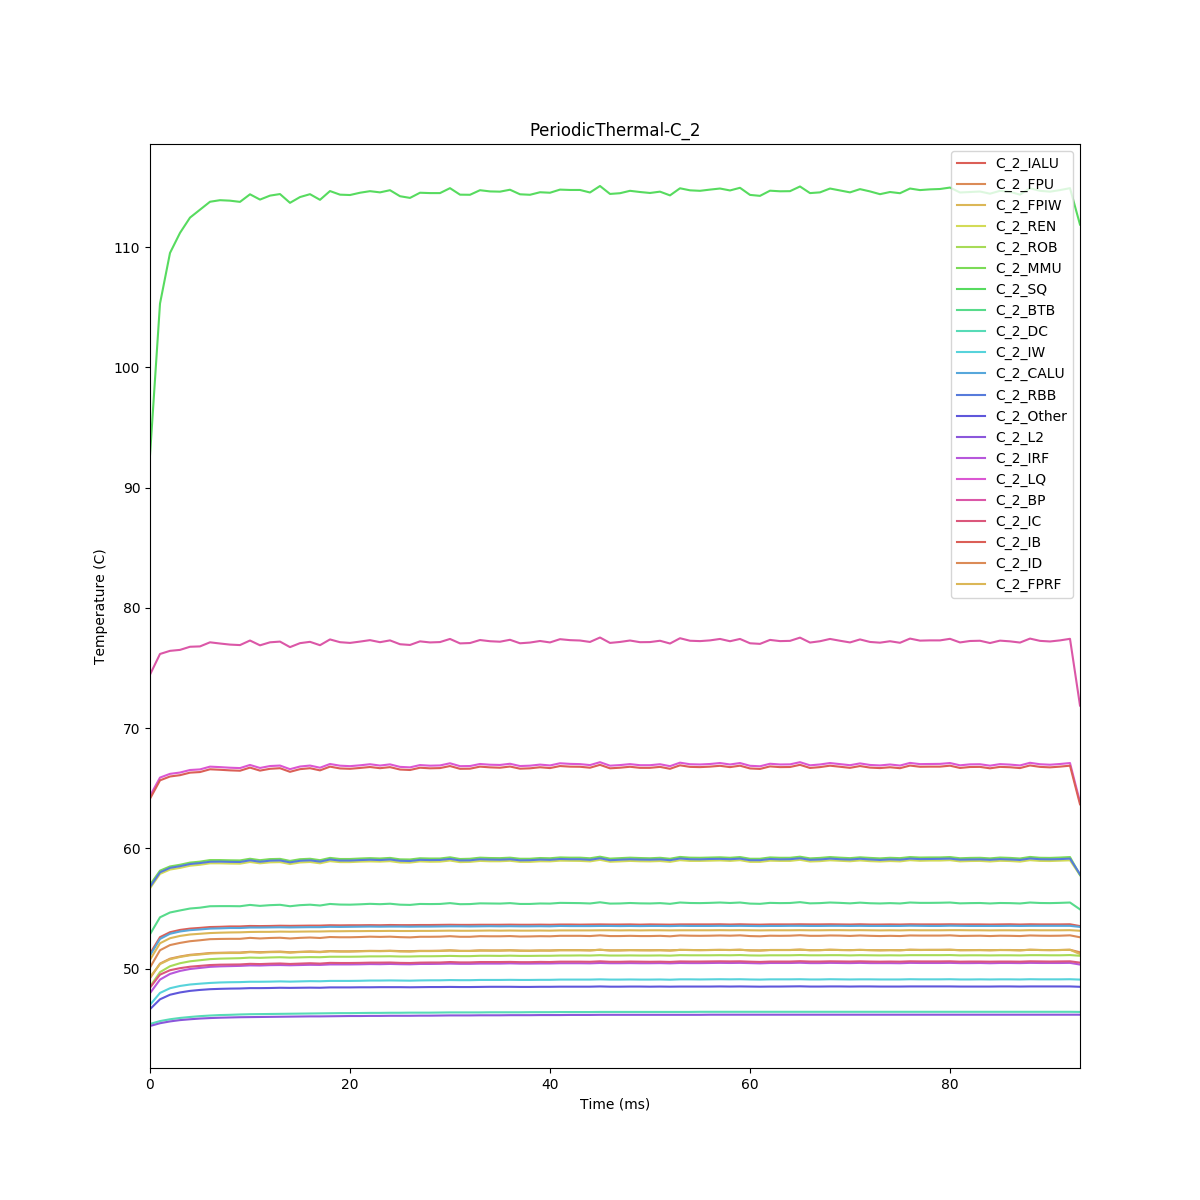 PeriodicThermal-C_2
C_2_IALU
C_2_FPU
C_2_FPIW
C_2_REN
C_2_ROB
C_2_MMU
C_2_SQ
C_2_BTB
C_2_DC
C_2_IW
C_2_CALU
C_2_RBB
C_2_Other
C_2_L2
C_2_IRF
C_2_LQ
C_2_BP
C_2_IC
C_2_IB
C_2_ID
C_2_FPRF
110
100
90
80
70
60
50
Temperature (C)
0 20 40 60 80
Time (ms)